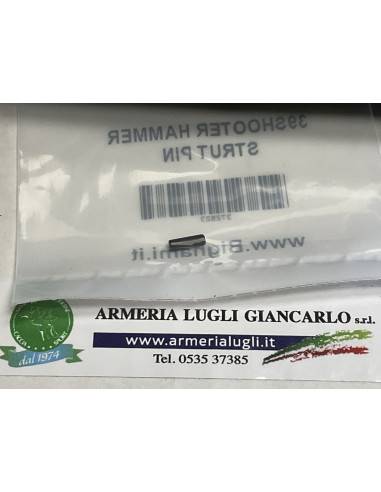 39SHOOTER HAMMER
STRUT PIN
www.Bignami.it
ARMERIA LUGLI GIANCARLO s.r.l.
www.armerialugli.it
Tel. 0535 37385
dal 1974